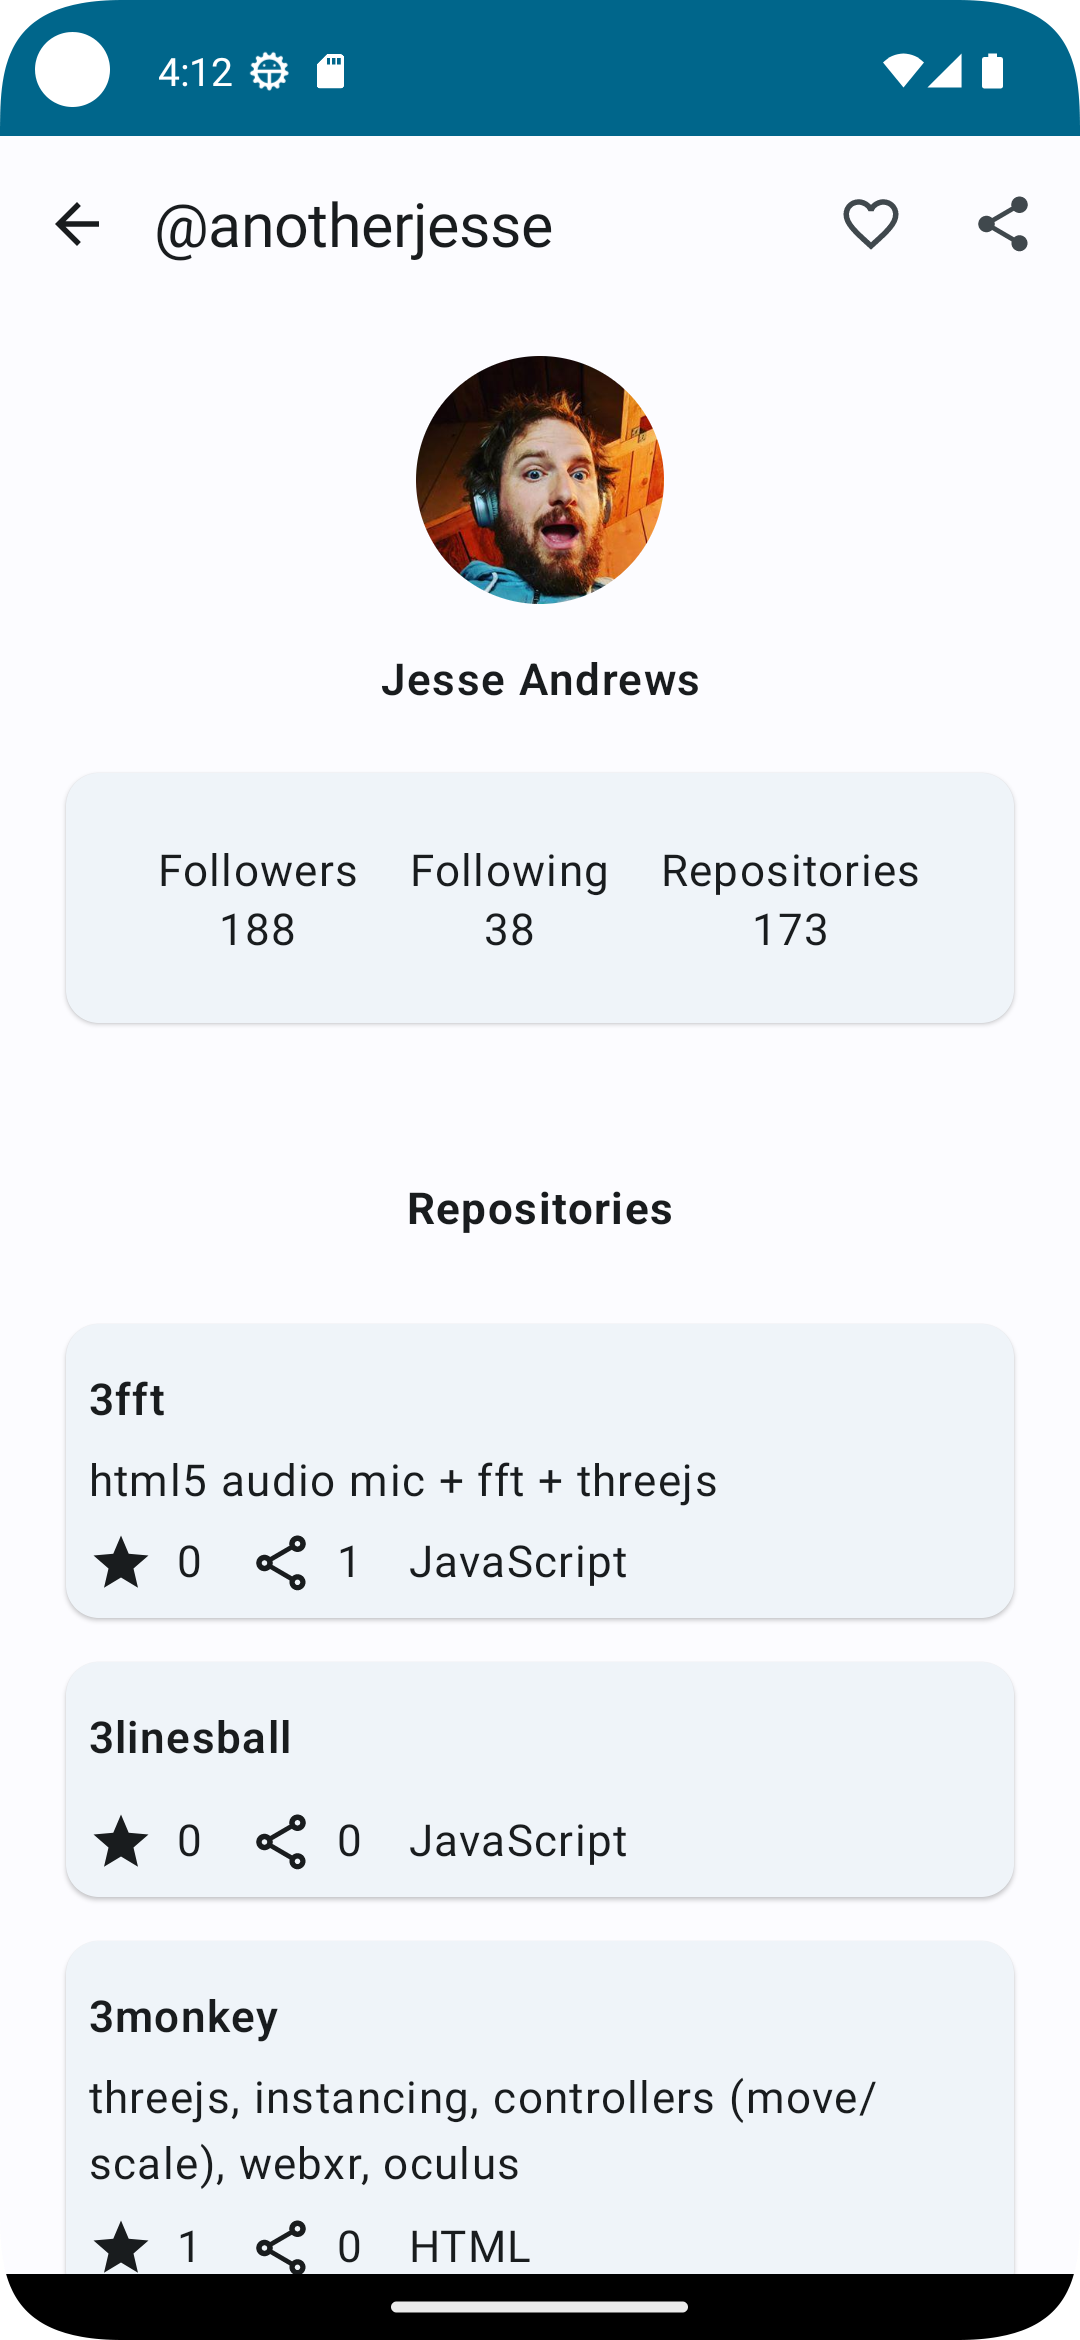 4:12
@anotherjesse
Jesse Andrews
Followers Following Repositories
188 38 173
Repositories
3fft
html5 audio mic + fft + threejs
0 1 JavaScript
3linesball
0 0 JavaScript
3monkey
threejs, instancing, controllers (move/
scale), webxr, oculus
1 0 HTML